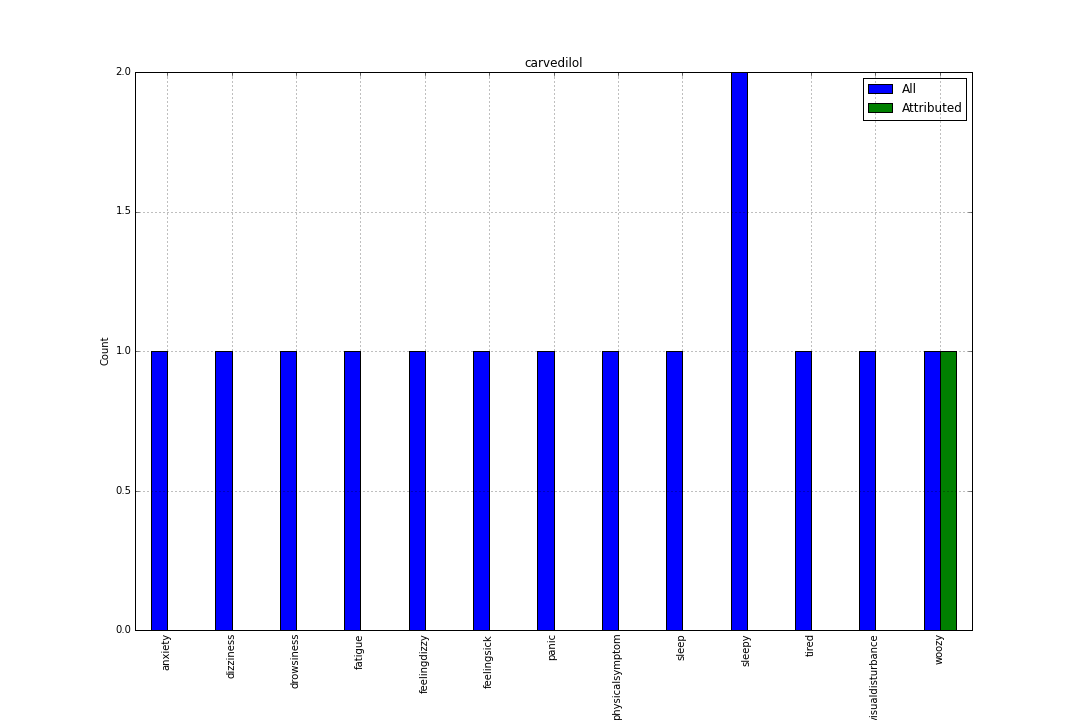 carvedilol
2.0
1.5
1.0
0.5
0.0
Count
All
Attributed
anxiety
dizziness
drowsiness
fatigue
feelingdizzy
feelingsick
panic
physicalsymptom
sleep
sleepy
tired
visualdisturbance
woozy